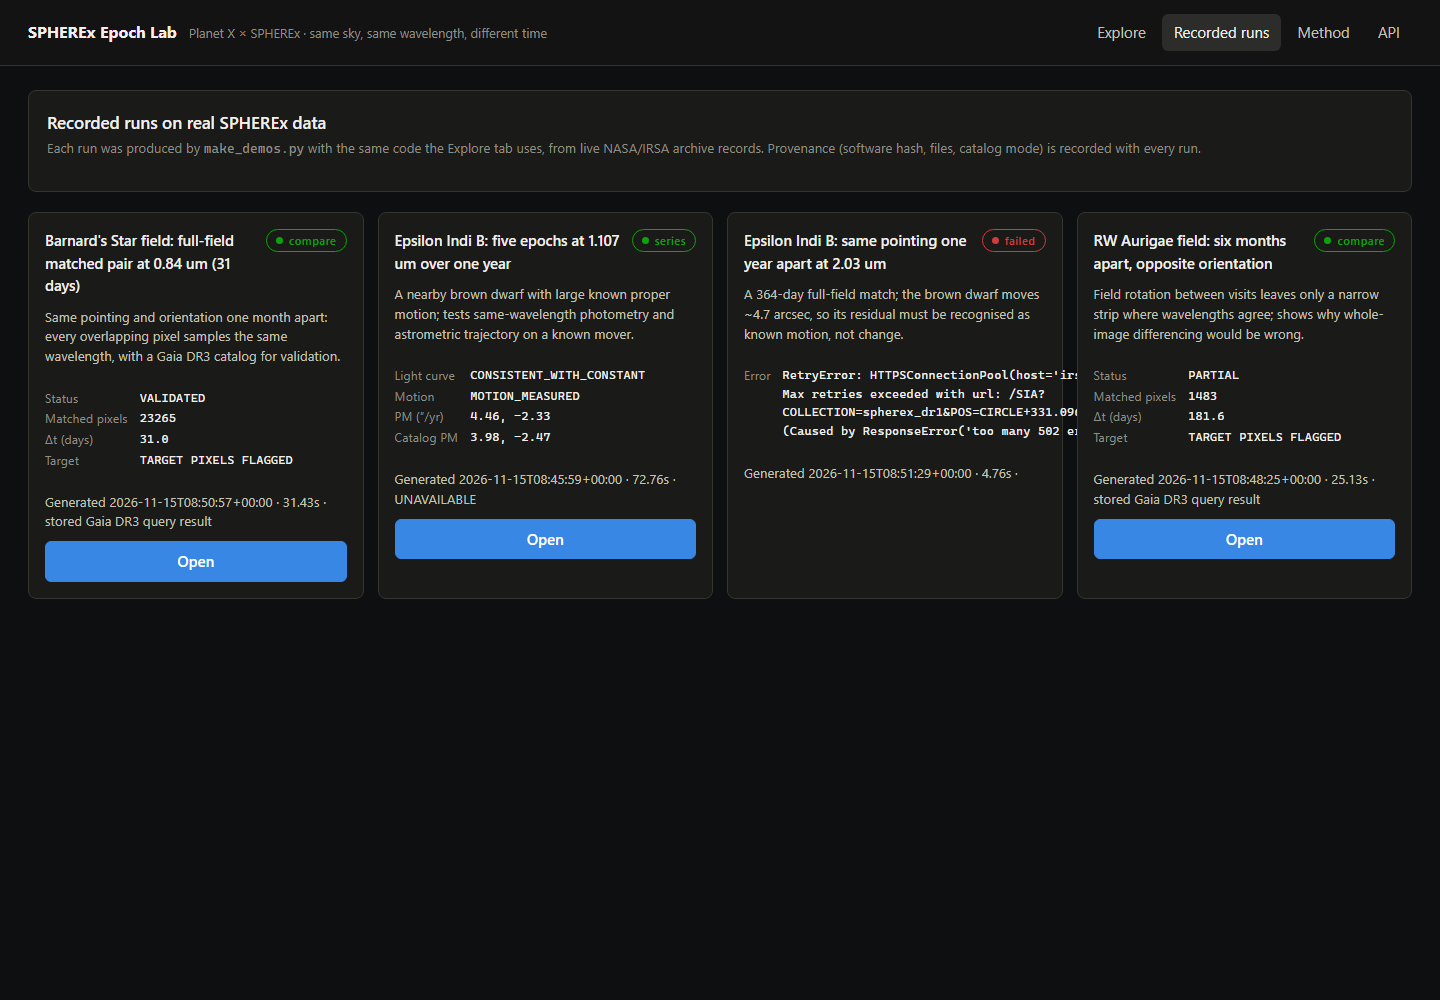 SPHEREx Epoch Lab Planet X × SPHEREx · same sky, same wavelength, different time
Explore
Recorded runs
Method
API
Recorded runs on real SPHEREx data
Each run was produced by make_demos.py with the same code the Explore tab uses, from live NASA/IRSA archive records. Provenance (software hash, files, catalog mode) is recorded with every run.
Barnard's Star field: full-field
matched pair at 0.84 um (31
days)
compare
Same pointing and orientation one month apart:
every overlapping pixel samples the same
wavelength, with a Gaia DR3 catalog for validation.
Status VALIDATED
Matched pixels 23265
Δt (days) 31.0
Target TARGET PIXELS FLAGGED
Generated 2026-11-15T08:50:57+00:00 · 31.43s ·
stored Gaia DR3 query result
Open
Epsilon Indi B: five epochs at 1.107
um over one year
series
A nearby brown dwarf with large known proper
motion; tests same-wavelength photometry and
astrometric trajectory on a known mover.
Light curve CONSISTENT_WITH_CONSTANT
Motion MOTION_MEASURED
PM (″/yr) 4.46, −2.33
Catalog PM 3.98, −2.47
Generated 2026-11-15T08:45:59+00:00 · 72.76s ·
UNAVAILABLE
Open
Epsilon Indi B: same pointing one
year apart at 2.03 um
failed
A 364-day full-field match; the brown dwarf moves
~4.7 arcsec, so its residual must be recognised as
known motion, not change.
Error RetryError: HTTPSConnectionPool(host='irs
Max retries exceeded with url: /SIA?
COLLECTION=spherex_dr1&POS=CIRCLE+331.096
(Caused by ResponseError('too many 502 er
Generated 2026-11-15T08:51:29+00:00 · 4.76s ·
RW Aurigae field: six months
apart, opposite orientation
compare
Field rotation between visits leaves only a narrow
strip where wavelengths agree; shows why whole-
image differencing would be wrong.
Status PARTIAL
Matched pixels 1483
Δt (days) 181.6
Target TARGET PIXELS FLAGGED
Generated 2026-11-15T08:48:25+00:00 · 25.13s ·
stored Gaia DR3 query result
Open